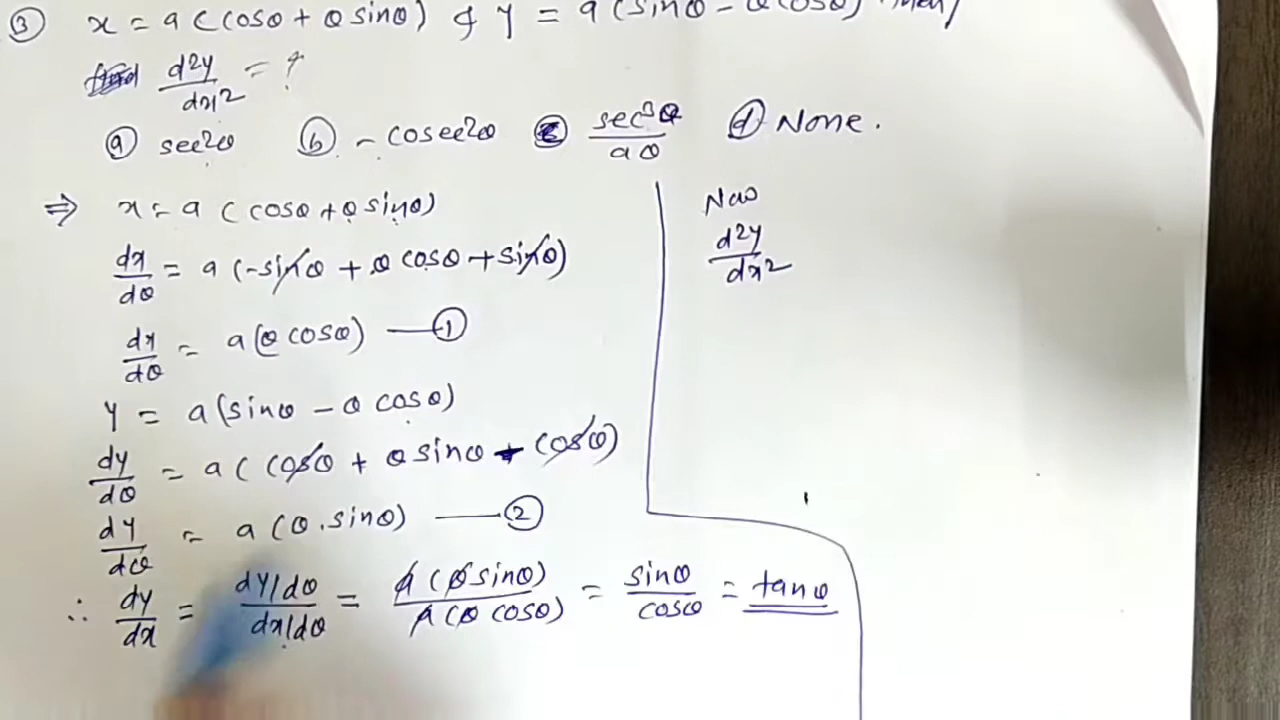 ③ x = a (cosθ + θ sinθ) & y = a (sinθ - θ cosθ) then,
d²y/dx² = ?
ⓐ sec²θ ⓑ - cosec²θ ⓒ sec³θ/aθ ⓓ None.
⇒ x = a (cosθ + θ sinθ)
dx/dθ = a (-sinθ + θ cosθ + sinθ)
dx/dθ = a(θ cosθ) —①
y = a(sinθ - θ cosθ)
dy/dθ = a (cosθ + θ sinθ - cosθ)
dy/dθ = a (θ.sinθ) —②
∴ dy/dx = dy/dθ / dx/dθ = a(θ sinθ)/a(θ cosθ) = sinθ/cosθ = tanθ
Now
d²y/dx²